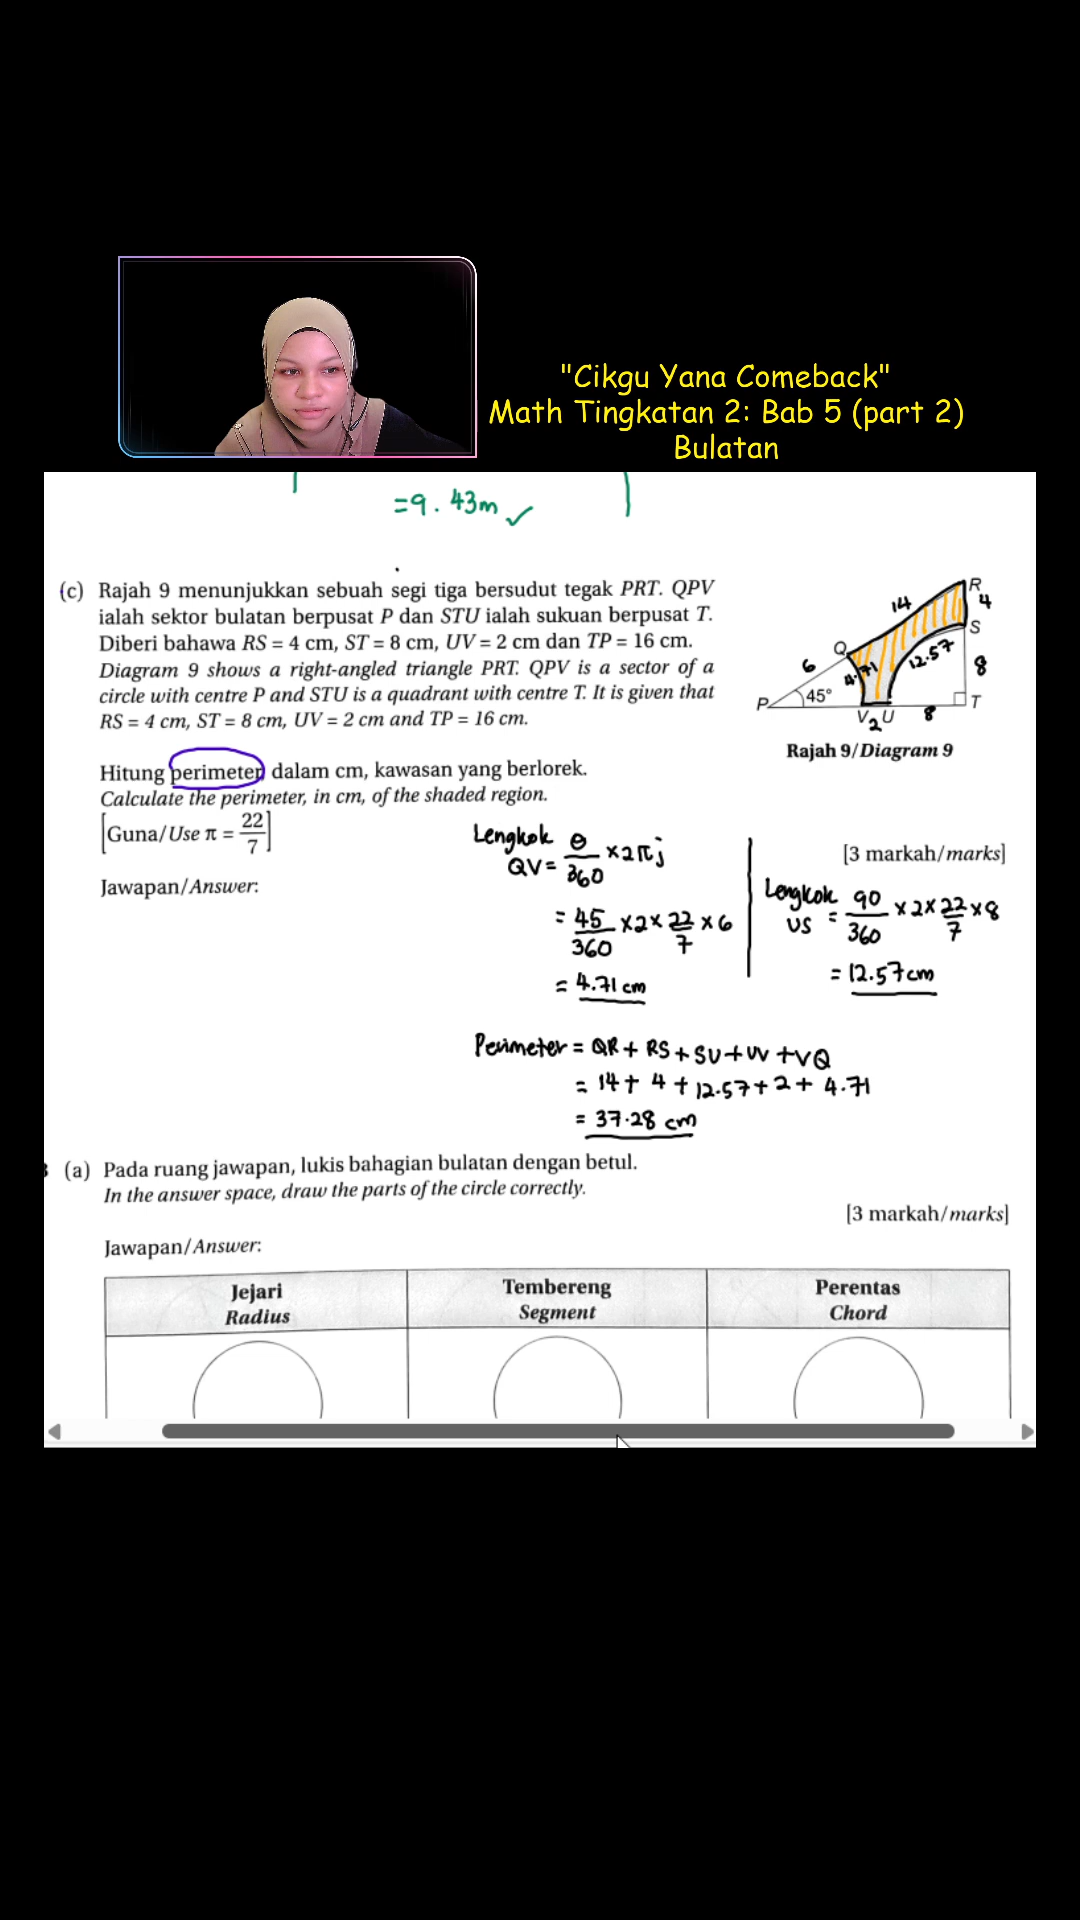 "Cikgu Yana Comeback"
Math Tingkatan 2: Bab 5 (part 2)
Bulatan
= 9.43m ✓
(c) Rajah 9 menunjukkan sebuah segi tiga bersudut tegak PRT. QPV
ialah sektor bulatan berpusat P dan STU ialah sukuan berpusat T.
Diberi bahawa RS = 4 cm, ST = 8 cm, UV = 2 cm dan TP = 16 cm.
Diagram 9 shows a right-angled triangle PRT. QPV is a sector of a
circle with centre P and STU is a quadrant with centre T. It is given that
RS = 4 cm, ST = 8 cm, UV = 2 cm and TP = 16 cm.
R
14
4
S
Q
12.57
6
4.71
8
P
45°
T
V
2
U
8
Rajah 9/Diagram 9
Hitung perimeter dalam cm, kawasan yang berlorek.
Calculate the perimeter, in cm, of the shaded region.
[Guna/Use π = 22/7]
[3 markah/marks]
Jawapan/Answer:
Lengkok QV = θ/360 × 2πj
= 45/360 × 2 × 22/7 × 6
= 4.71 cm
Lengkok US = 90/360 × 2 × 22/7 × 8
= 12.57cm
Perimeter = QR + RS + SU + UV + VQ
= 14 + 4 + 12.57 + 2 + 4.71
= 37.28 cm
(a) Pada ruang jawapan, lukis bahagian bulatan dengan betul.
In the answer space, draw the parts of the circle correctly.
[3 markah/marks]
Jawapan/Answer:
Jejari
Radius
Tembereng
Segment
Perentas
Chord